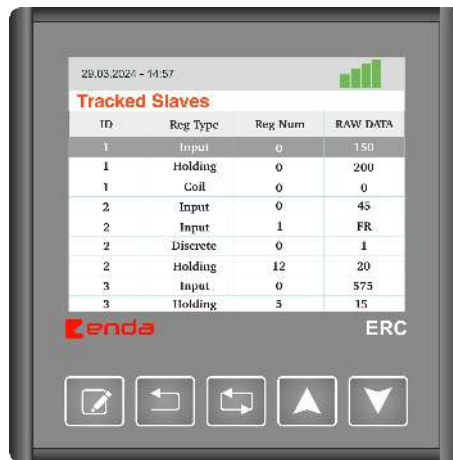 29.03.2024 - 14:57
Tracked Slaves
ID Reg Type Reg Num RAW DATA
1 Input 0 150
1 Holding 0 200
1 Coil 0 0
2 Input 0 45
2 Input 1 FR
2 Discrete 0 1
2 Holding 12 20
3 Input 0 575
3 Holding 5 15
enda ERC